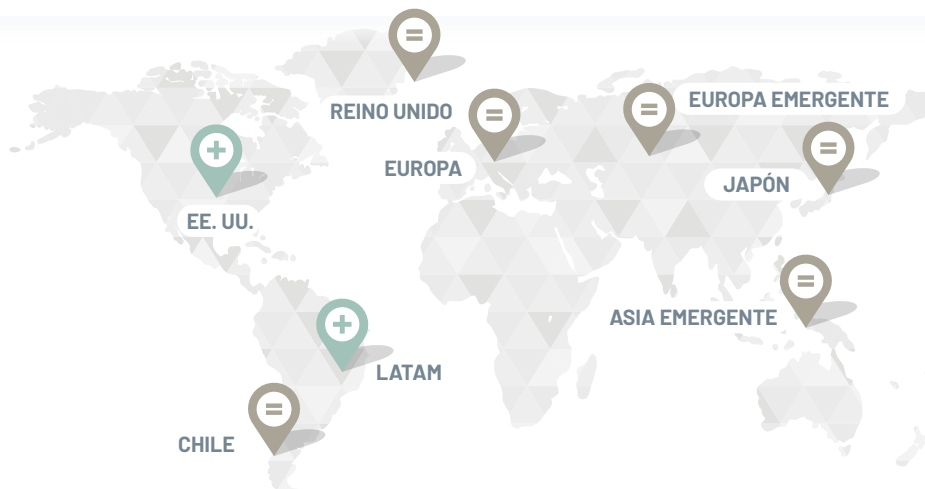 =
REINO UNIDO
=
EUROPA
=
EUROPA EMERGENTE
=
JAPÓN
+
EE. UU.
=
ASIA EMERGENTE
+
LATAM
=
CHILE